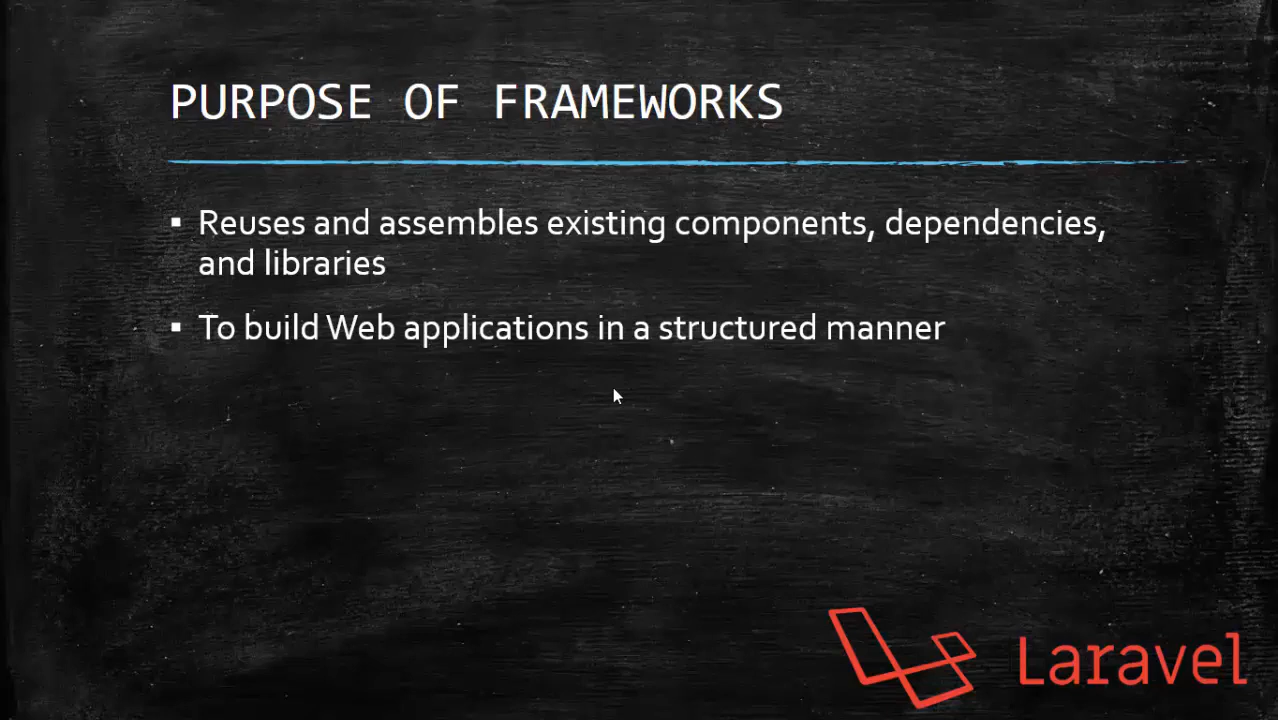 PURPOSE OF FRAMEWORKS
▪ Reuses and assembles existing components, dependencies,
and libraries
▪ To build Web applications in a structured manner
Laravel